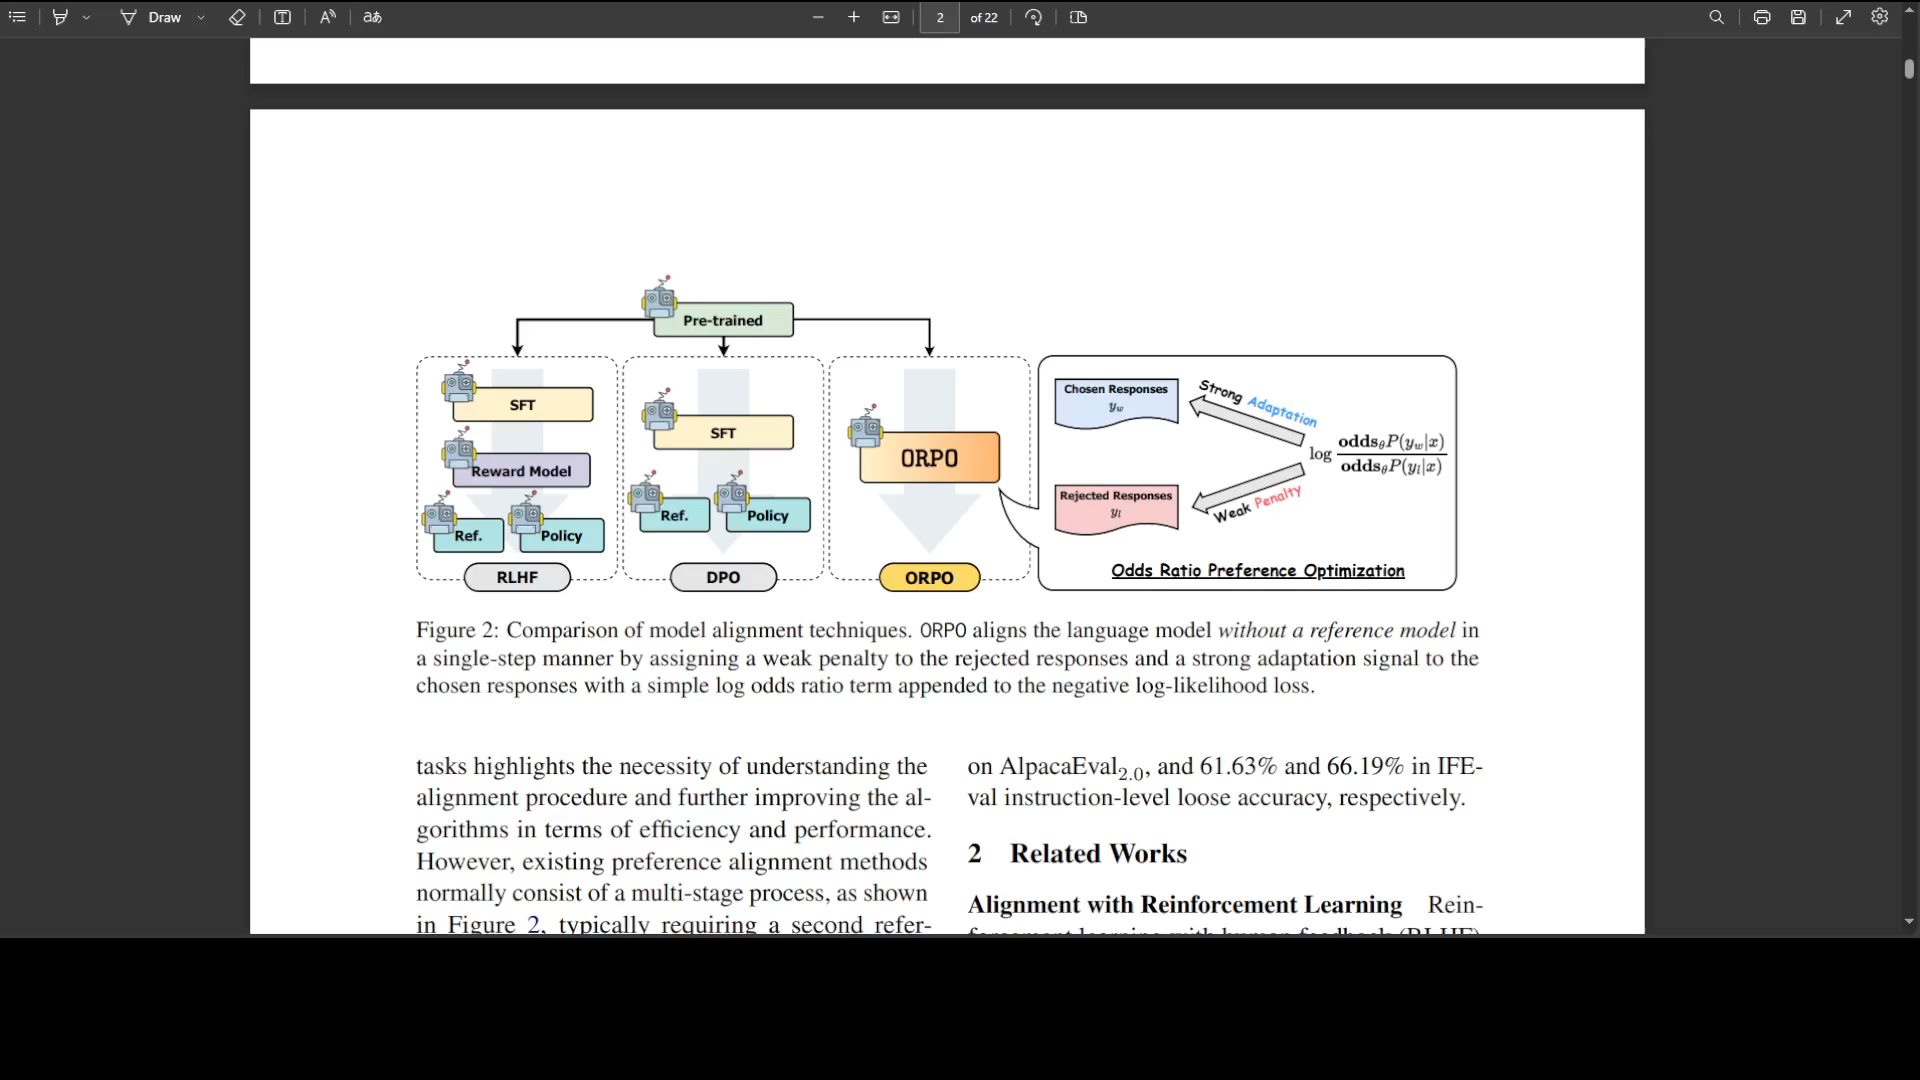 Draw
2
of 22
Pre-trained
SFT
Reward Model
Ref.
Policy
RLHF
SFT
Ref.
Policy
DPO
ORPO
ORPO
Chosen Responses
y_w
Strong Adaptation
log odds_θP(y_w|x) / odds_θP(y_l|x)
Rejected Responses
y_l
Weak Penalty
Odds Ratio Preference Optimization
Figure 2: Comparison of model alignment techniques. ORPO aligns the language model without a reference model in
a single-step manner by assigning a weak penalty to the rejected responses and a strong adaptation signal to the
chosen responses with a simple log odds ratio term appended to the negative log-likelihood loss.
tasks highlights the necessity of understanding the
alignment procedure and further improving the al-
gorithms in terms of efficiency and performance.
However, existing preference alignment methods
normally consist of a multi-stage process, as shown
in Figure 2, typically requiring a second refer-
on AlpacaEval2.0, and 61.63% and 66.19% in IFE-
val instruction-level loose accuracy, respectively.
2 Related Works
Alignment with Reinforcement Learning Rein-
forcement learning with human feedback (RLHF)